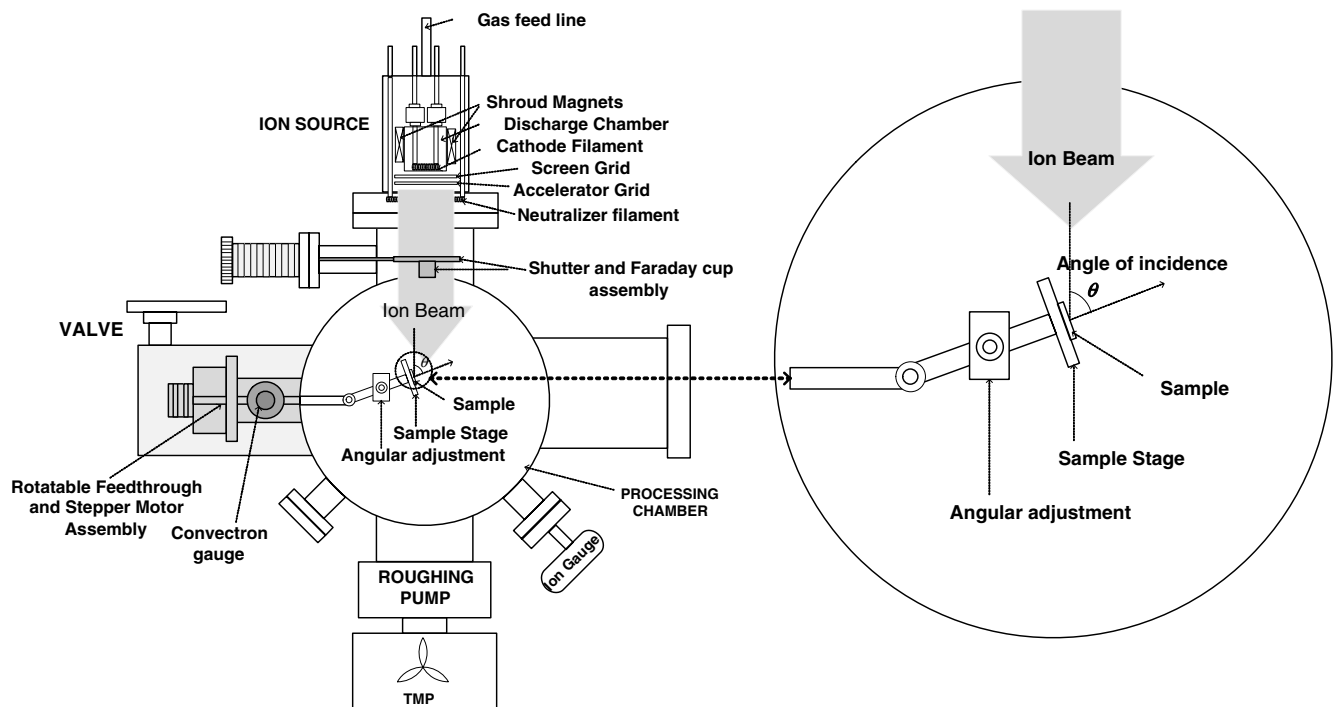 Gas feed line
ION SOURCE
Shroud Magnets
Discharge Chamber
Cathode Filament
Screen Grid
Accelerator Grid
Neutralizer filament
Shutter and Faraday cup
assembly
VALVE
Ion Beam
θ
Sample
Sample Stage
Angular adjustment
Rotatable Feedthrough
and Stepper Motor
Assembly
Convectron
gauge
PROCESSING
CHAMBER
Ion Gauge
ROUGHING
PUMP
TMP
Ion Beam
Angle of incidence
θ
Sample
Sample Stage
Angular adjustment